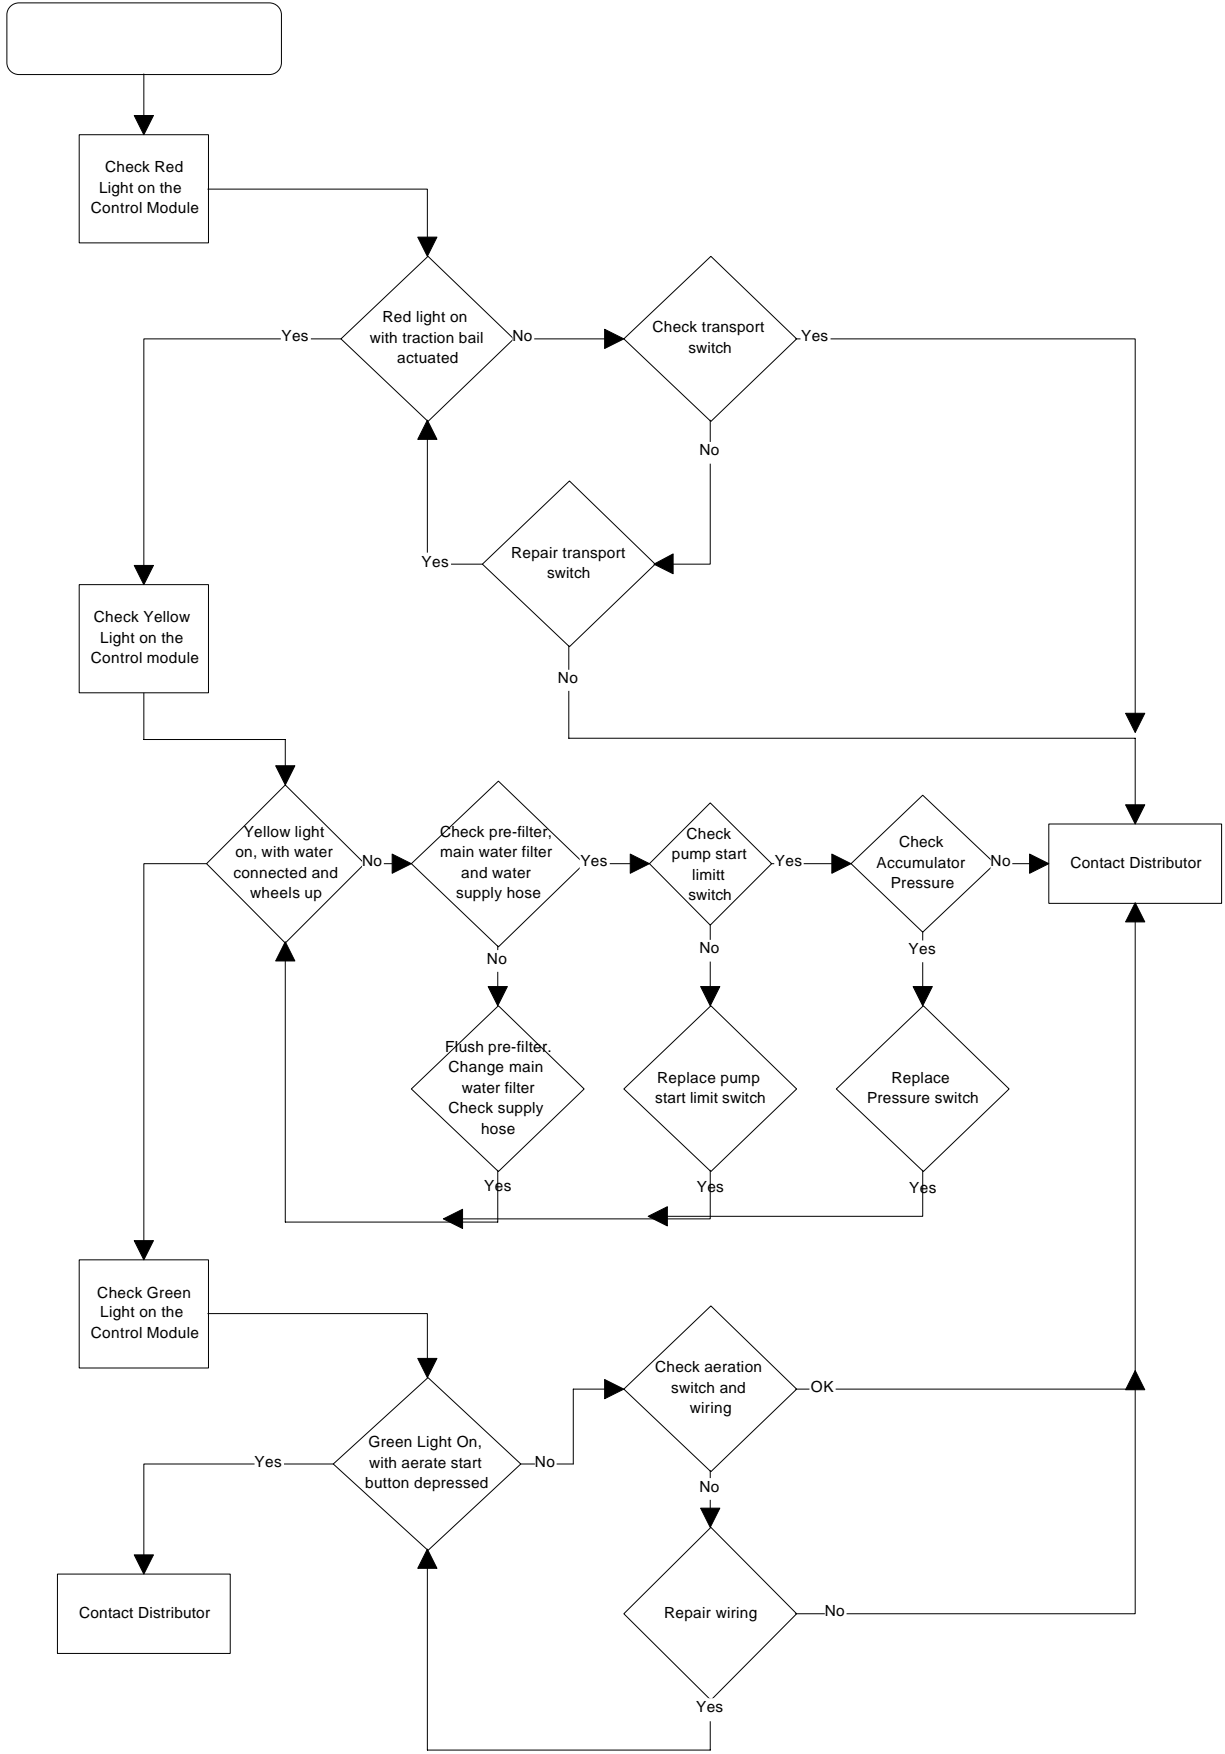 Check Red
Light on the
Control Module
Red light on
with traction bail
actuated
Yes
No
Check transport
switch
Yes
No
Repair transport
switch
Yes
No
Check Yellow
Light on the
Control module
Yellow light
on, with water
connected and
wheels up
No
Check pre-filter,
main water filter
and water
supply hose
Yes
Check
pump start
limitt
switch
Yes
Check
Accumulator
Pressure
No
Contact Distributor
No
No
Yes
Flush pre-filter.
Change main
water filter
Check supply
hose
Replace pump
start limit switch
Replace
Pressure switch
Yes
Yes
Yes
Check Green
Light on the
Control Module
Green Light On,
with aerate start
button depressed
Yes
No
Check aeration
switch and
wiring
OK
No
Contact Distributor
Repair wiring
No
Yes